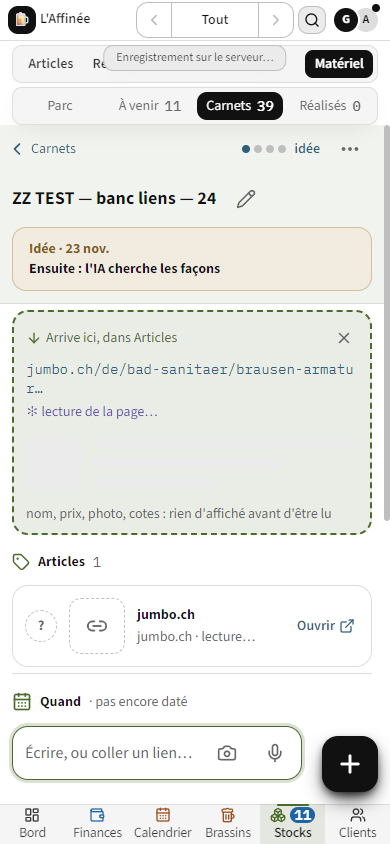 L'Affinée
Tout
G
A
Articles
Enregistrement sur le serveur…
Matériel
Parc
À venir 11
Carnets 39
Réalisés 0
Carnets
idée
ZZ TEST — banc liens — 24
Idée · 23 nov.
Ensuite : l'IA cherche les façons
Arrive ici, dans Articles
jumbo.ch/de/bad-sanitaer/brausen-armatu
r…
lecture de la page…
nom, prix, photo, cotes : rien d'affiché avant d'être lu
Articles 1
?
jumbo.ch
jumbo.ch · lecture…
Ouvrir
Quand · pas encore daté
Écrire, ou coller un lien…
Bord
Finances
Calendrier
Brassins
11
Stocks
Clients